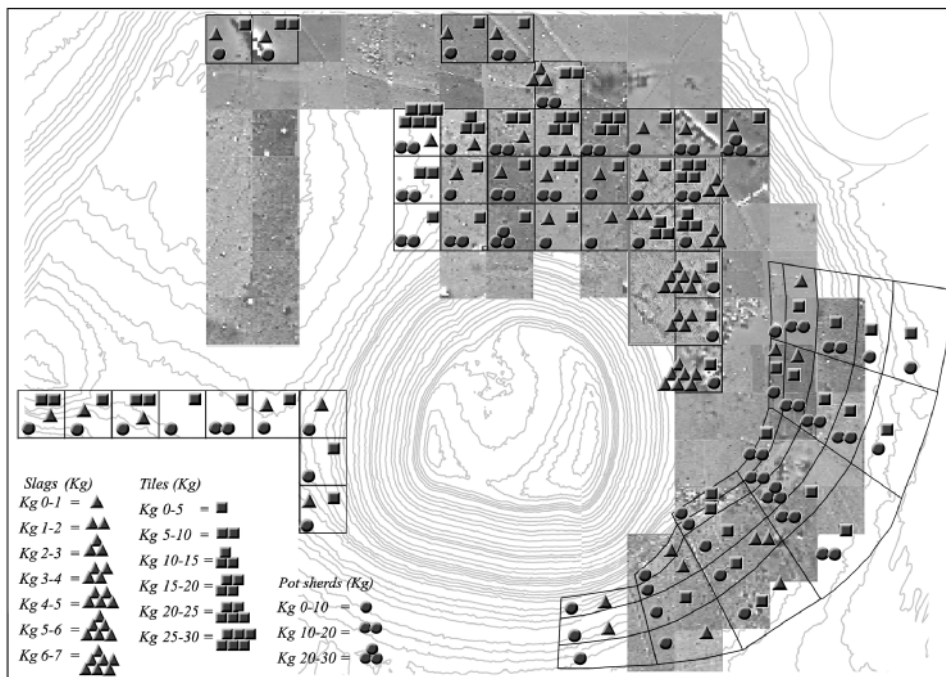 Slags (Kg)
Kg 0-1 =
Kg 1-2 =
Kg 2-3 =
Kg 3-4 =
Kg 4-5 =
Kg 5-6 =
Kg 6-7 =
Tiles (Kg)
Kg 0-5 =
Kg 5-10 =
Kg 10-15 =
Kg 15-20 =
Kg 20-25 =
Kg 25-30 =
Pot sherds (Kg)
Kg 0-10 =
Kg 10-20 =
Kg 20-30 =